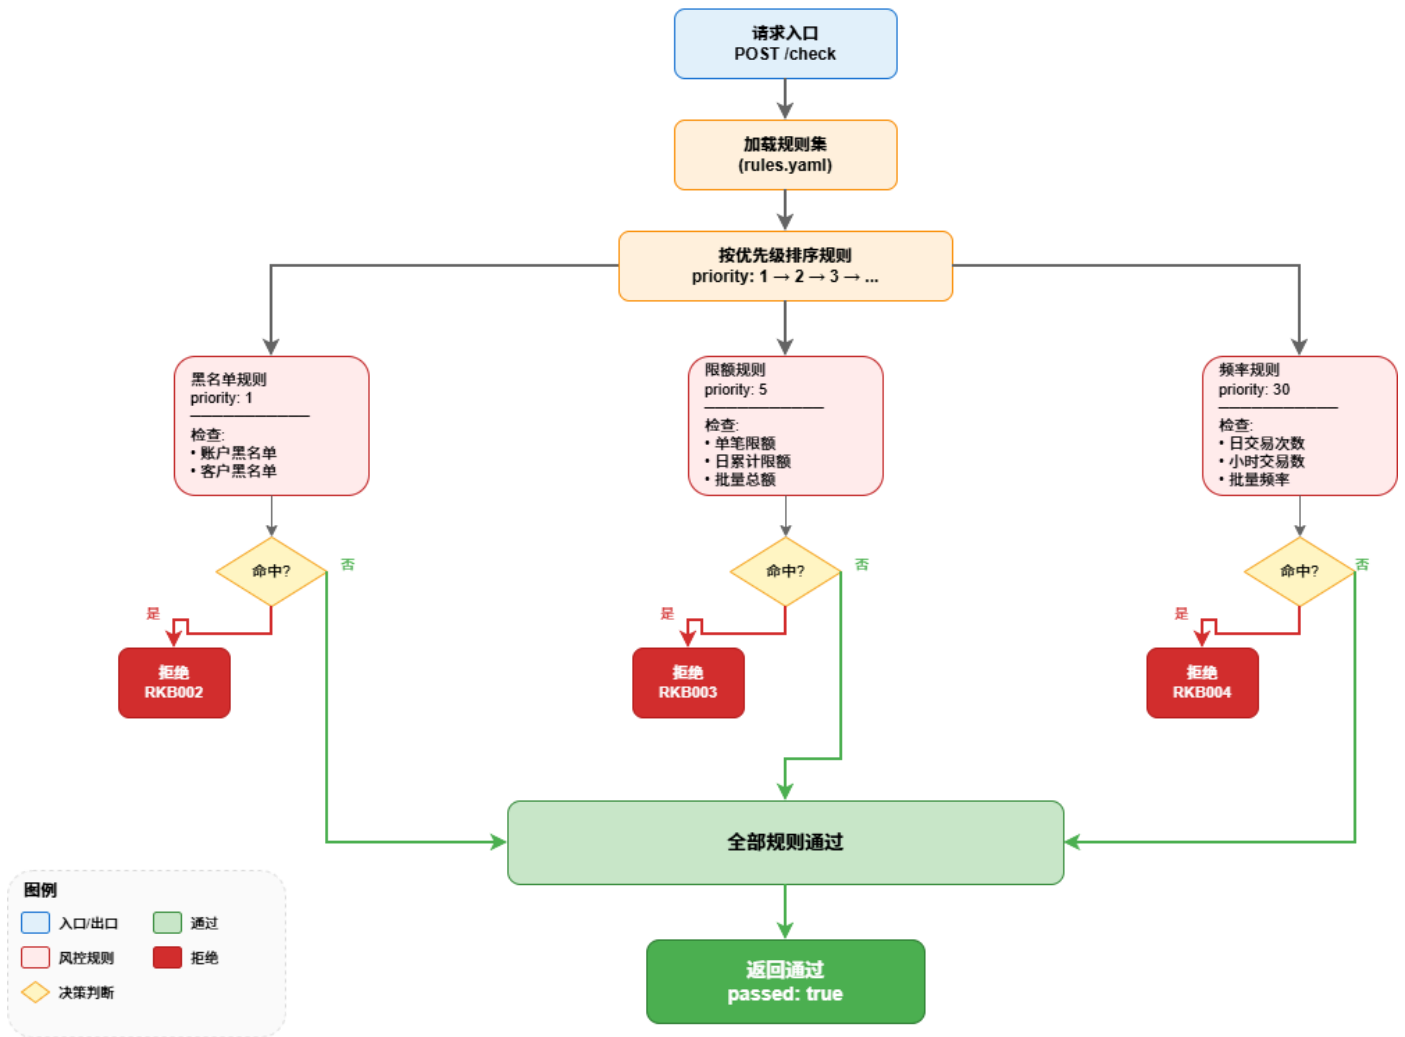 请求入口
POST /check
加载规则集
(rules.yaml)
按优先级排序规则
priority: 1 → 2 → 3 → ...
黑名单规则
priority: 1
———————————
检查:
• 账户黑名单
• 客户黑名单
限额规则
priority: 5
———————————
检查:
• 单笔限额
• 日累计限额
• 批量总额
频率规则
priority: 30
———————————
检查:
• 日交易次数
• 小时交易数
• 批量频率
命中?
否
是
拒绝
RKB002
命中?
否
是
拒绝
RKB003
命中?
否
是
拒绝
RKB004
全部规则通过
返回通过
passed: true
图例
入口/出口
通过
风控规则
拒绝
决策判断